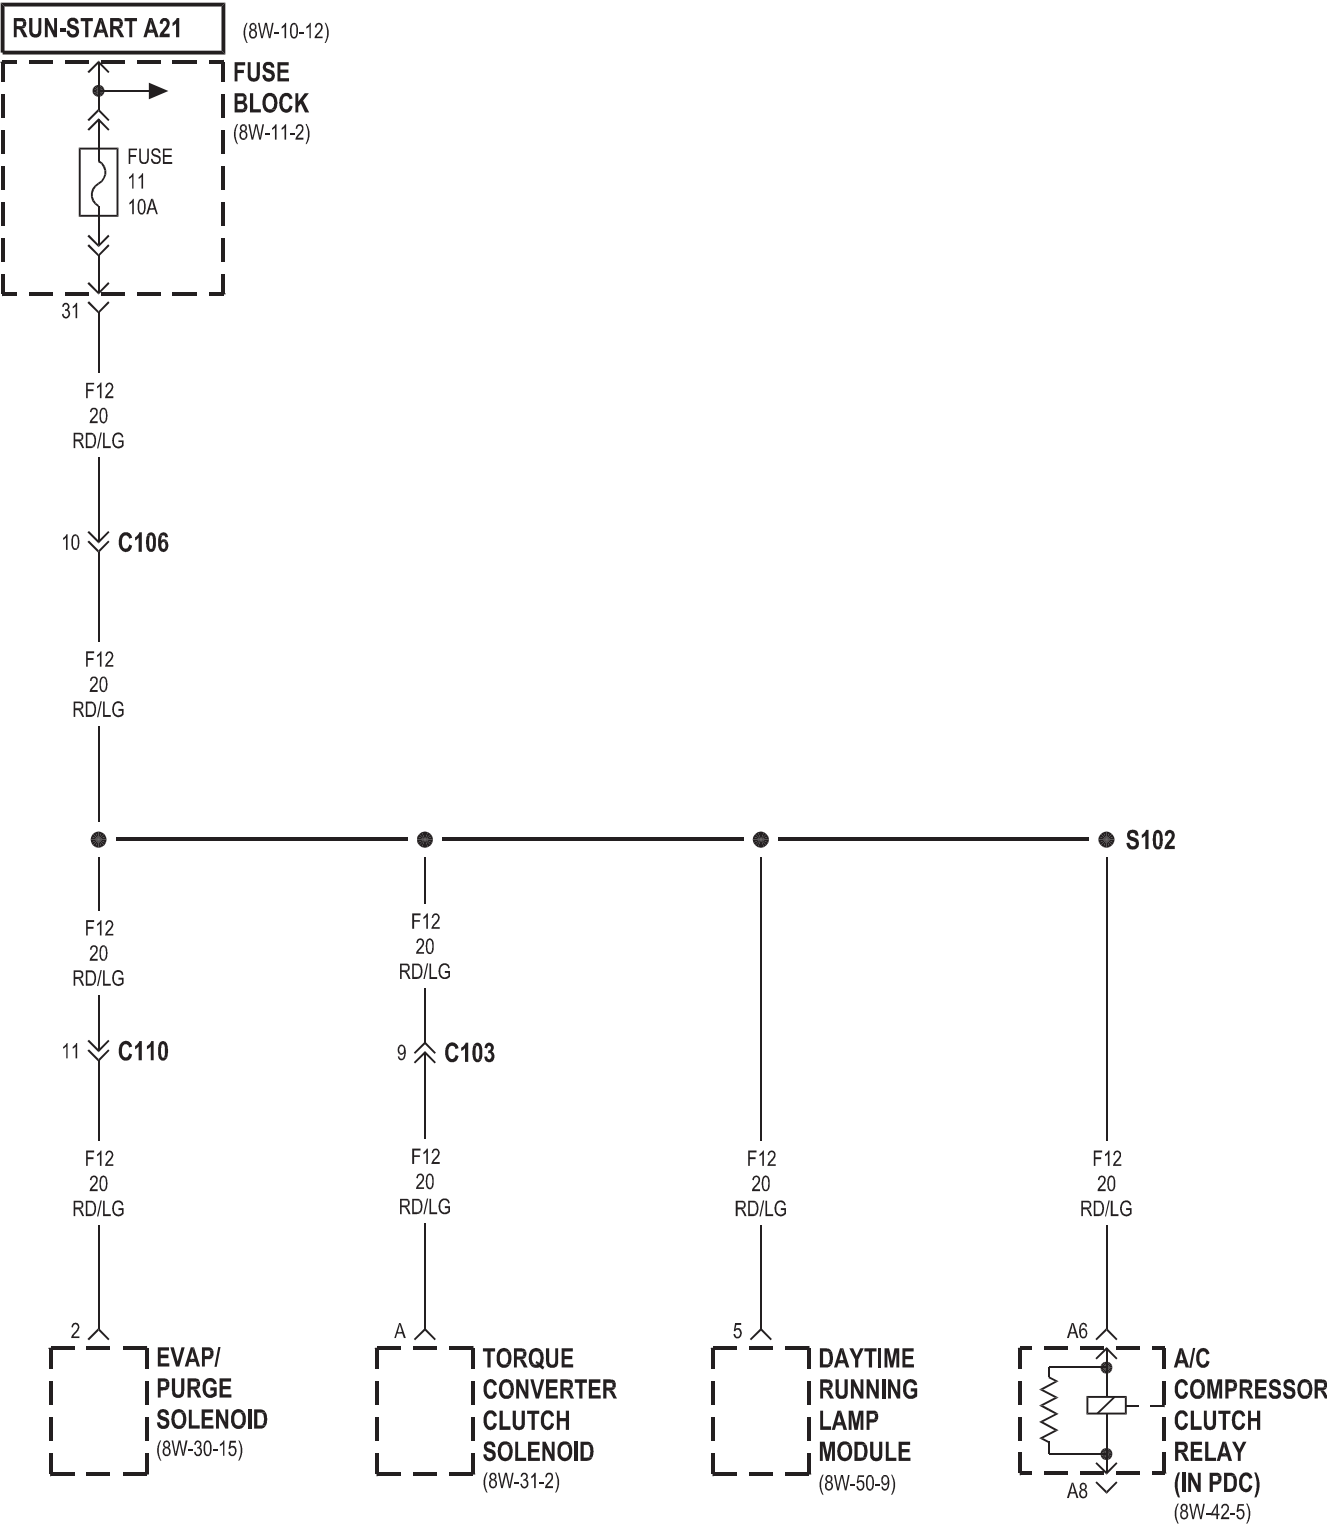 RUN-START A21
(8W-10-12)
FUSE
BLOCK
(8W-11-2)
FUSE
11
10A
31
F12
20
RD/LG
10
C106
F12
20
RD/LG
S102
F12
20
RD/LG
F12
20
RD/LG
11
C110
9
C103
F12
20
RD/LG
F12
20
RD/LG
F12
20
RD/LG
F12
20
RD/LG
2
EVAP/
PURGE
SOLENOID
(8W-30-15)
A
TORQUE
CONVERTER
CLUTCH
SOLENOID
(8W-31-2)
5
DAYTIME
RUNNING
LAMP
MODULE
(8W-50-9)
A6
A/C
COMPRESSOR
CLUTCH
RELAY
(IN PDC)
(8W-42-5)
A8